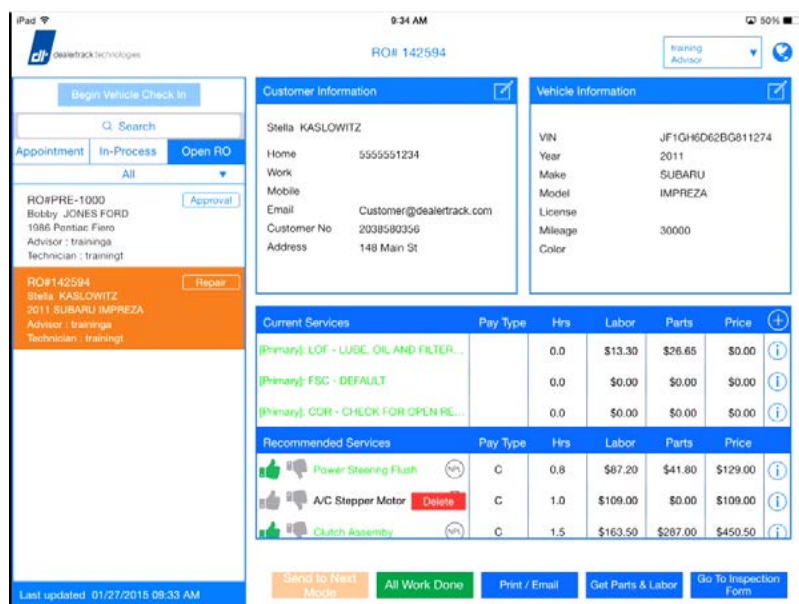 iPad
9:34 AM
50%
dealertrack technologies
RO# 142594
training
Advisor
Begin Vehicle Check In
Search
Appointment In-Process Open RO
All
RO#PRE-1000 Approval
Bobby JONES FORD
1986 Pontiac Fiero
Advisor : traininga
Technician : trainingt
RO#142594 Repair
Stella KASLOWITZ
2011 SUBARU IMPREZA
Advisor : traininga
Technician : trainingt
Last updated 01/27/2015 09:33 AM
Customer Information
Stella KASLOWITZ
Home 5555551234
Work
Mobile
Email Customer@dealertrack.com
Customer No 2038580356
Address 148 Main St
Vehicle Information
VIN JF1GH6D62BG811274
Year 2011
Make SUBARU
Model IMPREZA
License
Mileage 30000
Color
Current Services Pay Type Hrs Labor Parts Price
[Primary]: LOF - LUBE, OIL AND FILTER... 0.0 $13.30 $26.65 $0.00
[Primary]: FSC - DEFAULT 0.0 $0.00 $0.00 $0.00
[Primary]: COR - CHECK FOR OPEN RE... 0.0 $0.00 $0.00 $0.00
Recommended Services Pay Type Hrs Labor Parts Price
Power Steering Flush NPL C 0.8 $87.20 $41.80 $129.00
A/C Stepper Motor Delete C 1.0 $109.00 $0.00 $109.00
Clutch Assemby NPL C 1.5 $163.50 $287.00 $450.50
Send to Next Mode
All Work Done
Print / Email
Get Parts & Labor
Go To Inspection Form